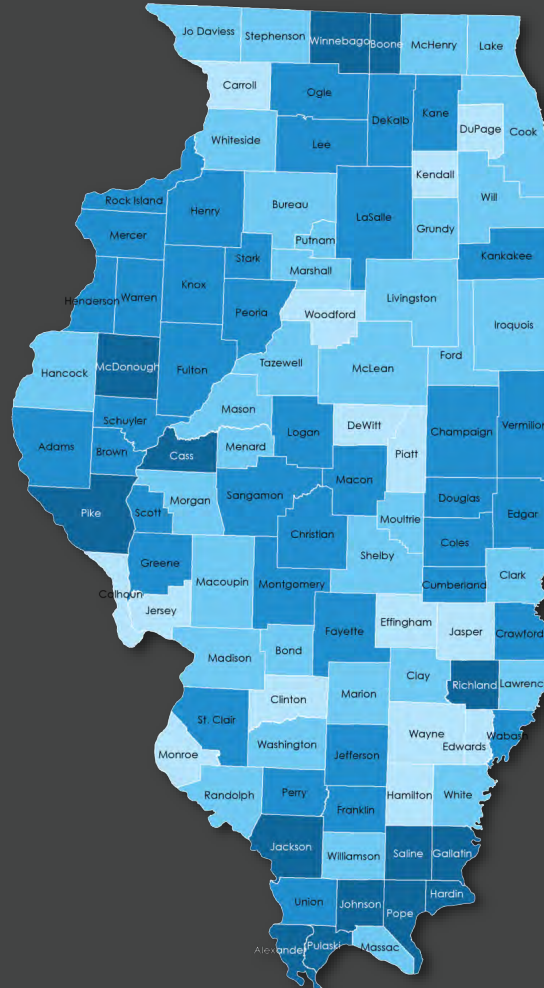 Jo Daviess
Stephenson
Winnebago
Boone
McHenry
Lake
Carroll
Ogle
DeKalb
Kane
DuPage
Cook
Whiteside
Lee
Kendall
Will
Rock Island
Henry
Bureau
LaSalle
Grundy
Mercer
Putnam
Kankakee
Stark
Marshall
Henderson
Warren
Knox
Peoria
Woodford
Livingston
Iroquois
Hancock
McDonough
Fulton
Tazewell
McLean
Ford
Mason
Schuyler
Logan
DeWitt
Champaign
Vermilion
Adams
Brown
Cass
Menard
Piatt
Macon
Pike
Scott
Morgan
Sangamon
Christian
Moultrie
Douglas
Edgar
Coles
Greene
Macoupin
Montgomery
Shelby
Cumberland
Clark
Calhoun
Jersey
Fayette
Effingham
Jasper
Crawford
Madison
Bond
Clay
Richland
Lawrenc
Clinton
Marion
St. Clair
Wayne
Edwards
Wabash
Monroe
Washington
Jefferson
Randolph
Perry
Franklin
Hamilton
White
Jackson
Williamson
Saline
Gallatin
Union
Johnson
Pope
Hardin
Alexander
Pulaski
Massac